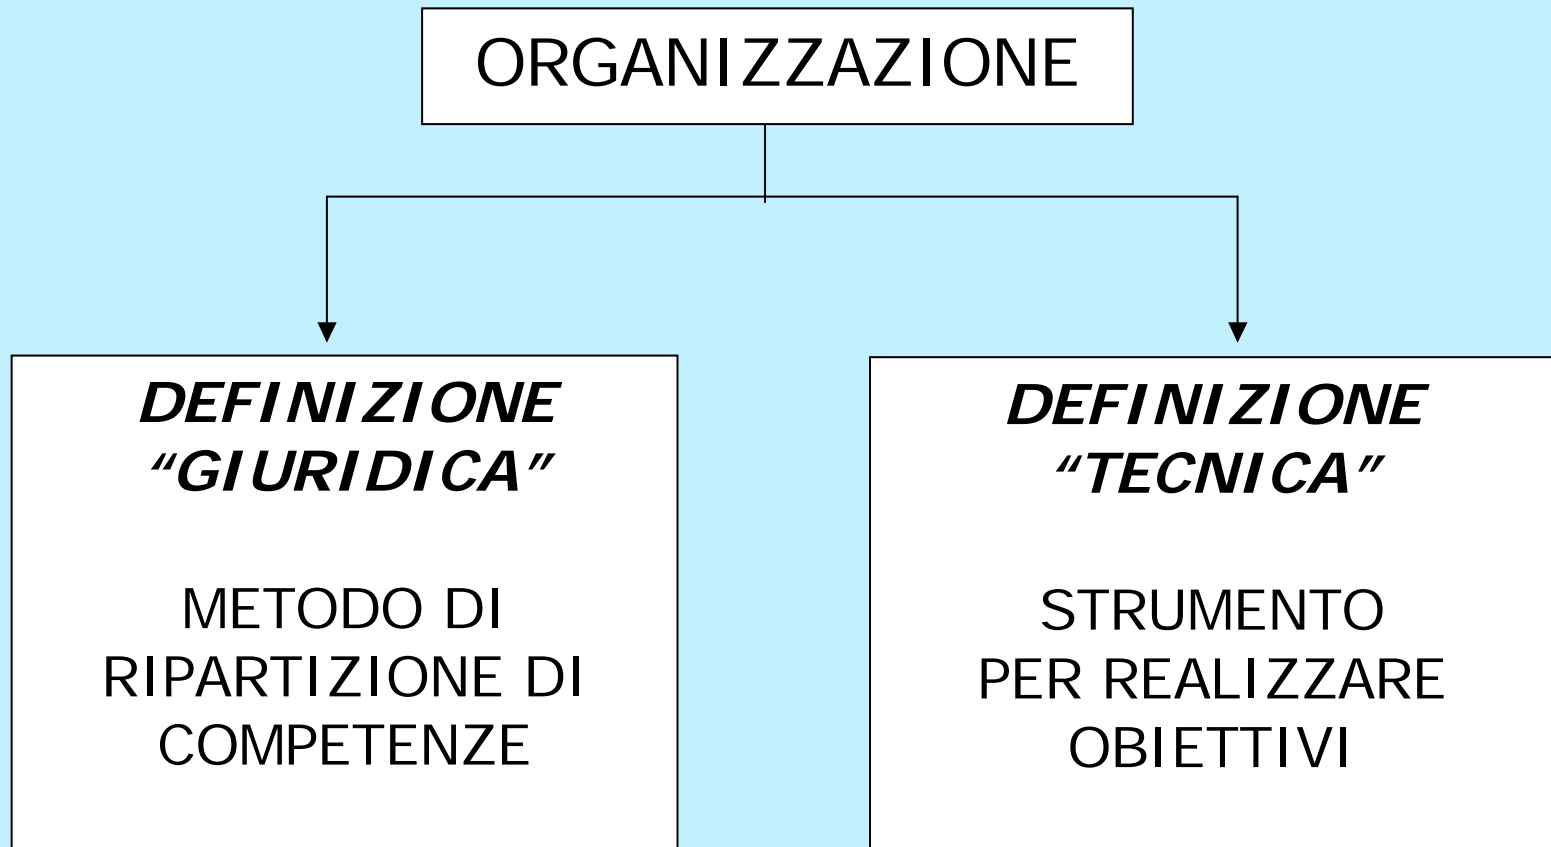 ORGANIZZAZIONE
DEFINIZIONE
“GIURIDICA”
METODO DI
RIPARTIZIONE DI
COMPETENZE
DEFINIZIONE
“TECNICA”
STRUMENTO
PER REALIZZARE
OBIETTIVI